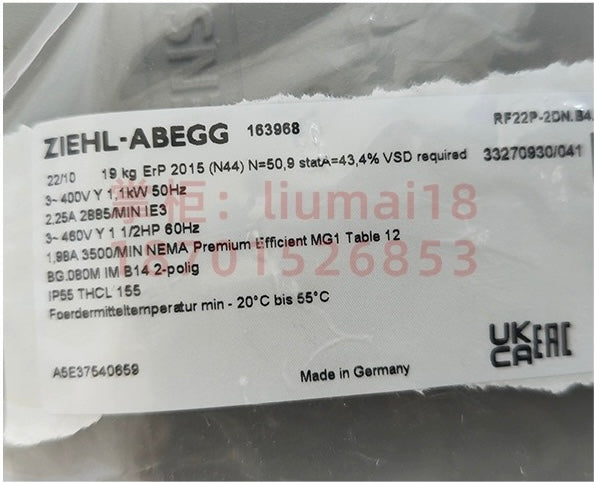 ZIEHL-ABEGG 163968 RF22P-2DN.B4.
22/10 19 kg ErP 2015 (N44) N=50,9 statA=43,4% VSD required 33270930/041
3~ 400V Y 1,1kW 50Hz
2.25A 2885/MIN IE3
3~ 460V Y 1 1/2HP 60Hz
1,98A 3500/MIN NEMA Premium Efficient MG1 Table 12
BG.080M IM B14 2-polig
IP55 THCL 155
Foerdermitteltemperatur min - 20°C bis 55°C
A5E37540659
Made in Germany
UK
CA EAC
掌柜：liumai18
18701526853